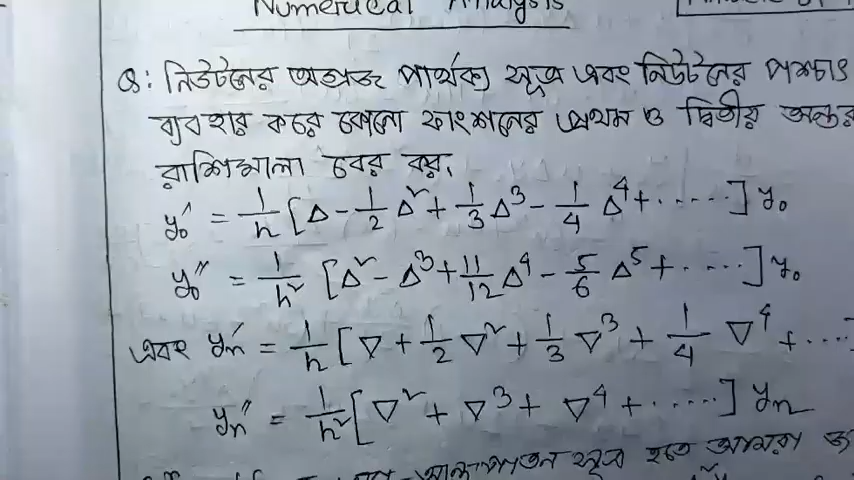 Numerical Analysis
Q: নিউটনের অগ্রজ পার্থক্য সূত্র এবং নিউটনের পশ্চাৎ
ব্যবহার করে কোনো ফাংশনের প্রথম ও দ্বিতীয় অন্তর
রাশিমালা বের কর।
y₀′ = 1/h [Δ - 1/2 Δ² + 1/3 Δ³ - 1/4 Δ⁴ + ......] y₀
y₀″ = 1/h² [Δ² - Δ³ + 11/12 Δ⁴ - 5/6 Δ⁵ + ......] y₀
এবং yₙ′ = 1/h [∇ + 1/2 ∇² + 1/3 ∇³ + 1/4 ∇⁴ + ....
yₙ″ = 1/h² [∇² + ∇³ + ∇⁴ + ......] yₙ
সূত্র হতে আমরা